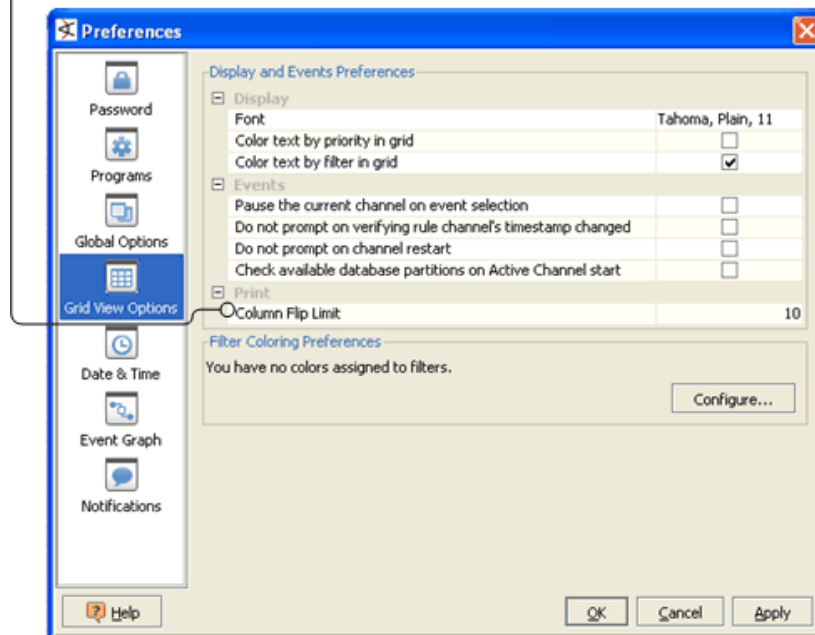 Preferences
Password
Programs
Global Options
Grid View Options
Date & Time
Event Graph
Notifications
Display and Events Preferences
Display
Font Tahoma, Plain, 11
Color text by priority in grid
Color text by filter in grid
Events
Pause the current channel on event selection
Do not prompt on verifying rule channel's timestamp changed
Do not prompt on channel restart
Check available database partitions on Active Channel start
Print
Column Flip Limit 10
Filter Coloring Preferences
You have no colors assigned to filters.
Configure...
Help
OK
Cancel
Apply